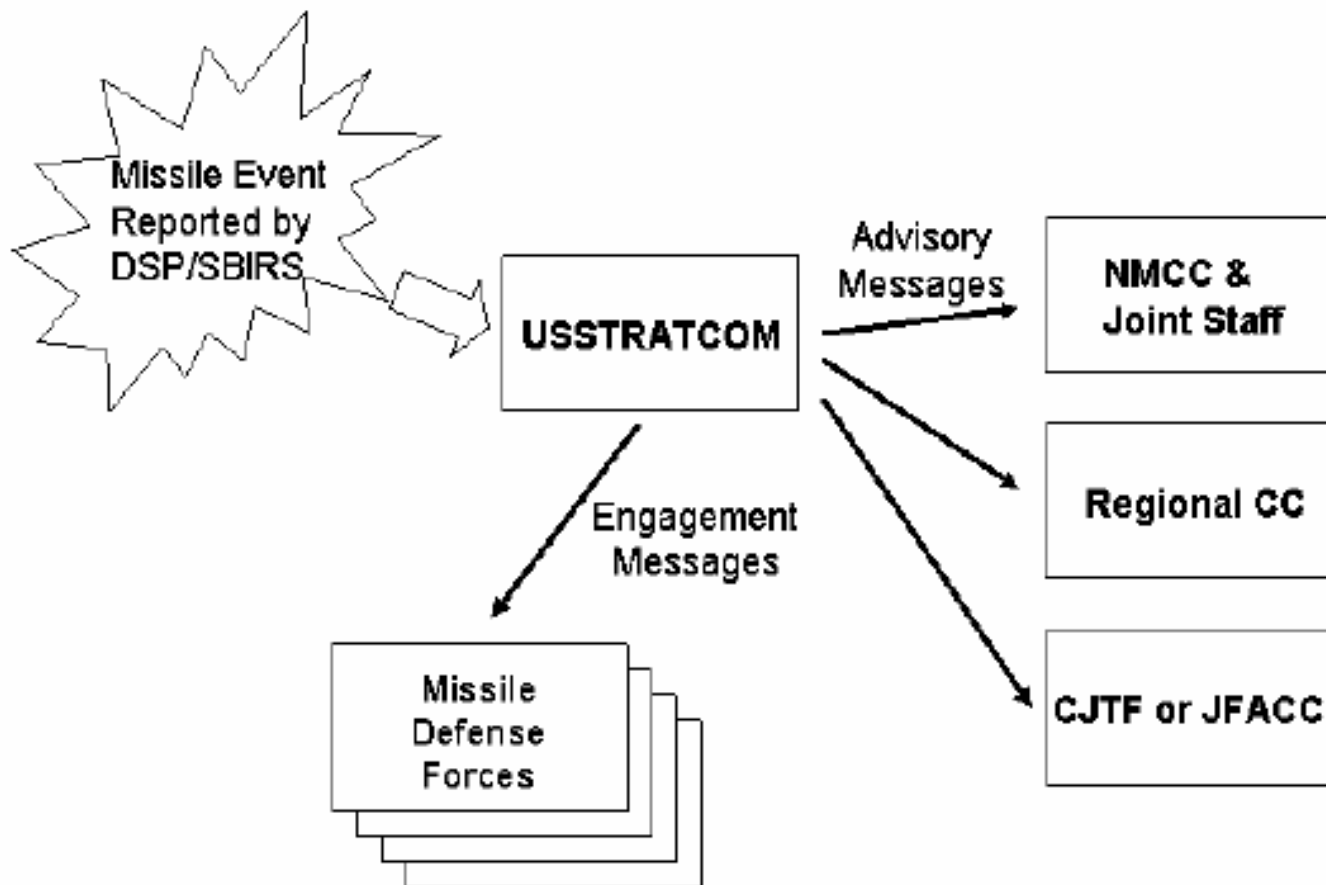 Missile Event
Reported by
DSP/SBIRS
USSTRATCOM
Advisory
Messages
NMCC &
Joint Staff
Regional CC
CJTF or JFACC
Engagement
Messages
Missile
Defense
Forces